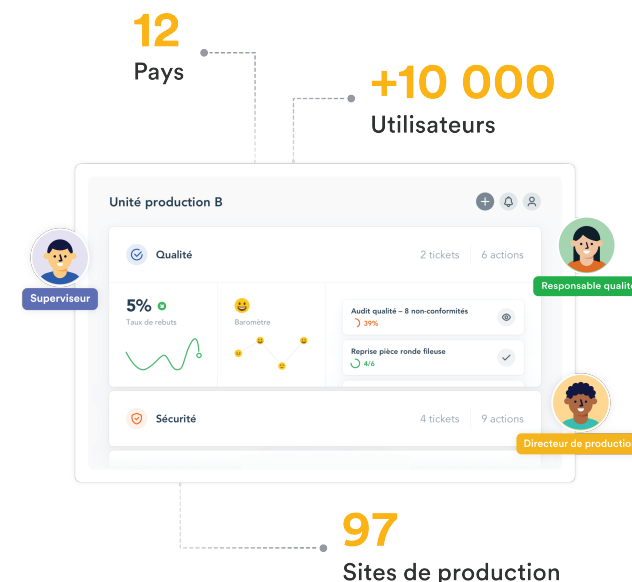 12
Pays
+10 000
Utilisateurs
Unité production B
Qualité
2 tickets
6 actions
Superviseur
Responsable qualité
5%
Taux de rebuts
Baromètre
Audit qualité – 8 non-conformités
39%
Reprise pièce ronde fileuse
4/6
Sécurité
4 tickets
9 actions
Directeur de production
97
Sites de production